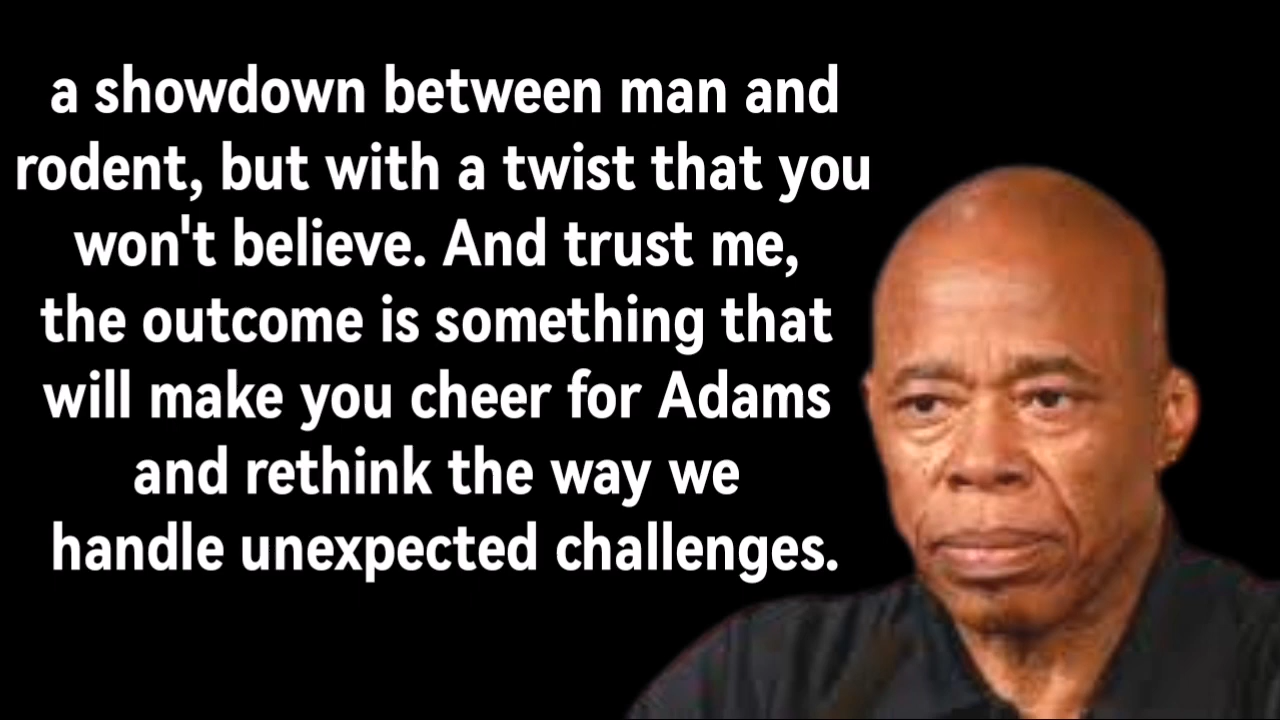 a showdown between man and
rodent, but with a twist that you
won't believe. And trust me,
the outcome is something that
will make you cheer for Adams
and rethink the way we
handle unexpected challenges.